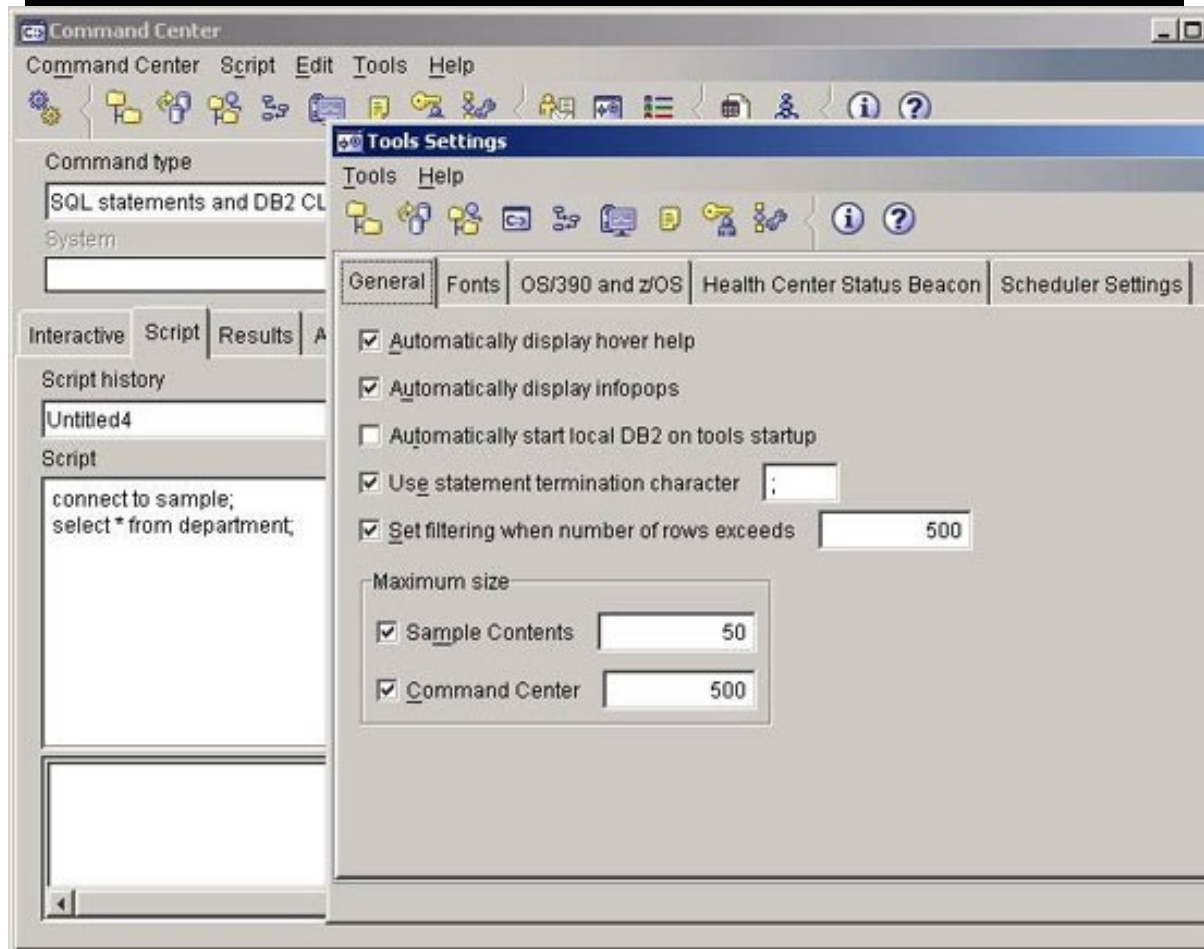 Command Center
Command Center Script Edit Tools Help
Command type
SQL statements and DB2 CL
System
Interactive Script Results A
Script history
Untitled4
Script
connect to sample;
select * from department;
Tools Settings
Tools Help
General Fonts OS/390 and z/OS Health Center Status Beacon Scheduler Settings
Automatically display hover help
Automatically display infopops
Automatically start local DB2 on tools startup
Use statement termination character ;
Set filtering when number of rows exceeds 500
Maximum size
Sample Contents 50
Command Center 500